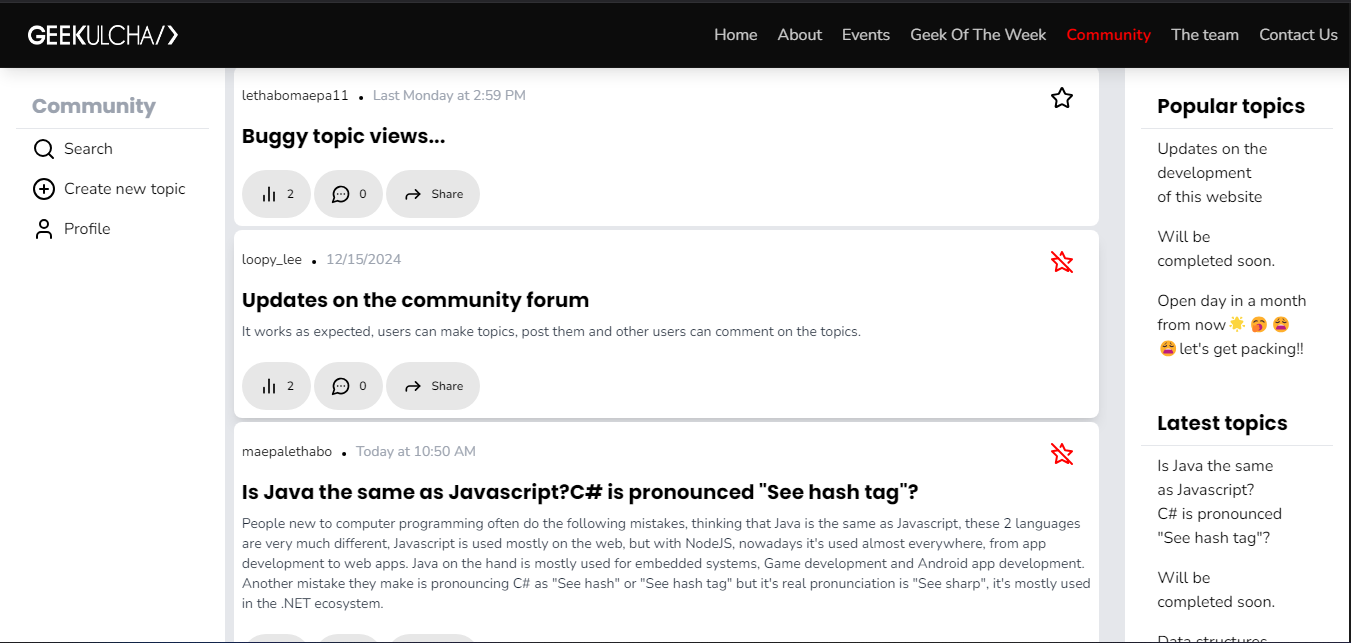 GEEKULCHA/>
Home About Events Geek Of The Week Community The team Contact Us
Community
Search
Create new topic
Profile
lethabomaepa11 • Last Monday at 2:59 PM
Buggy topic views...
2 0 Share
loopy_lee • 12/15/2024
Updates on the community forum
It works as expected, users can make topics, post them and other users can comment on the topics.
2 0 Share
maepalethabo • Today at 10:50 AM
Is Java the same as Javascript?C# is pronounced "See hash tag"?
People new to computer programming often do the following mistakes, thinking that Java is the same as Javascript, these 2 languages
are very much different, Javascript is used mostly on the web, but with NodeJS, nowadays it's used almost everywhere, from app
development to web apps. Java on the hand is mostly used for embedded systems, Game development and Android app development.
Another mistake they make is pronouncing C# as "See hash" or "See hash tag" but it's real pronunciation is "See sharp", it's mostly used
in the .NET ecosystem.
Popular topics
Updates on the
development
of this website
Will be
completed soon.
Open day in a month
from now🌟🥱😩
😩let's get packing!!
Latest topics
Is Java the same
as Javascript?
C# is pronounced
"See hash tag"?
Will be
completed soon.
Data structures